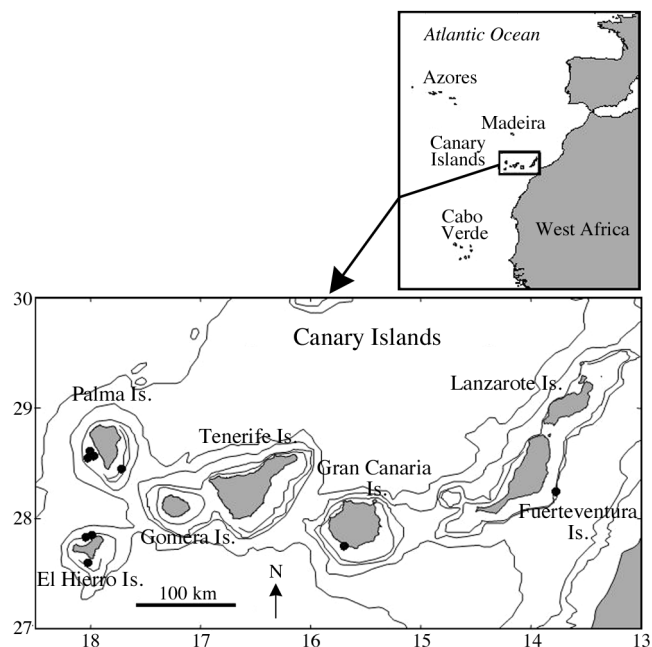 Atlantic Ocean
Azores
Madeira
Canary
Islands
Cabo
Verde
West Africa
30
Canary Islands
Lanzarote Is.
Palma Is.
29
Tenerife Is.
Gran Canaria
Is.
Fuerteventura
Is.
28
Gomera Is.
El Hierro Is.
100 km
N
27
18 17 16 15 14 13